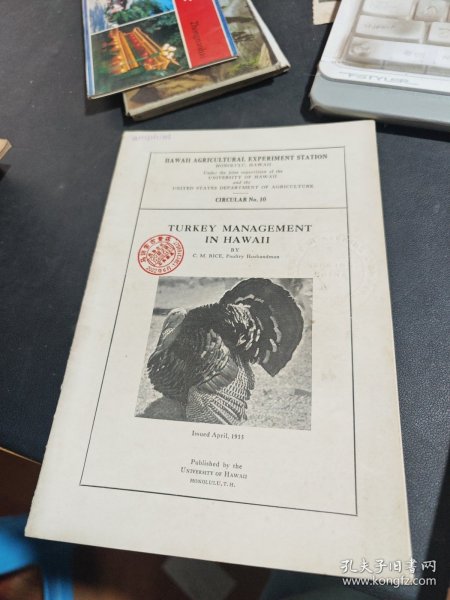 HAWAII AGRICULTURAL EXPERIMENT STATION
HONOLULU, HAWAII
Under the joint supervision of the
UNIVERSITY OF HAWAII
and the
UNITED STATES DEPARTMENT OF AGRICULTURE
CIRCULAR No. 10
TURKEY MANAGEMENT
IN HAWAII
BY
C. M. BICE, Poultry Husbandman
Issued April, 1935
Published by the
UNIVERSITY OF HAWAII
HONOLULU, T. H.
孔夫子旧书网
www.kongfz.com